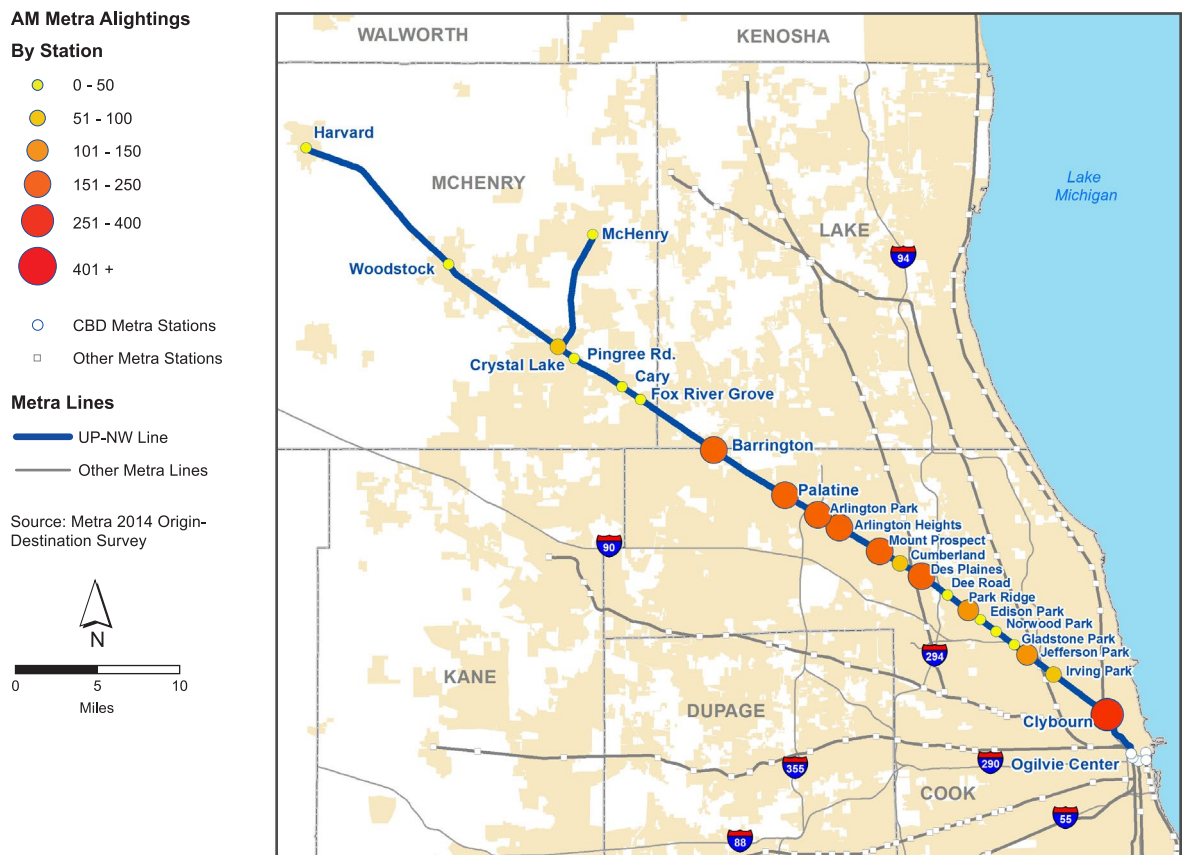 AM Metra Alightings
By Station
0 - 50
51 - 100
101 - 150
151 - 250
251 - 400
401 +
CBD Metra Stations
Other Metra Stations
Metra Lines
UP-NW Line
Other Metra Lines
Source: Metra 2014 Origin-
Destination Survey
N
0 5 10
Miles
WALWORTH
KENOSHA
Harvard
MCHENRY
Lake
Michigan
McHenry
LAKE
94
Woodstock
Pingree Rd.
Crystal Lake
Cary
Fox River Grove
Barrington
Palatine
Arlington Park
Arlington Heights
Mount Prospect
90
Cumberland
Des Plaines
Dee Road
Park Ridge
Edison Park
Norwood Park
Gladstone Park
Jefferson Park
294
Irving Park
KANE
DUPAGE
Clybourn
355
290
Ogilvie Center
COOK
55
88